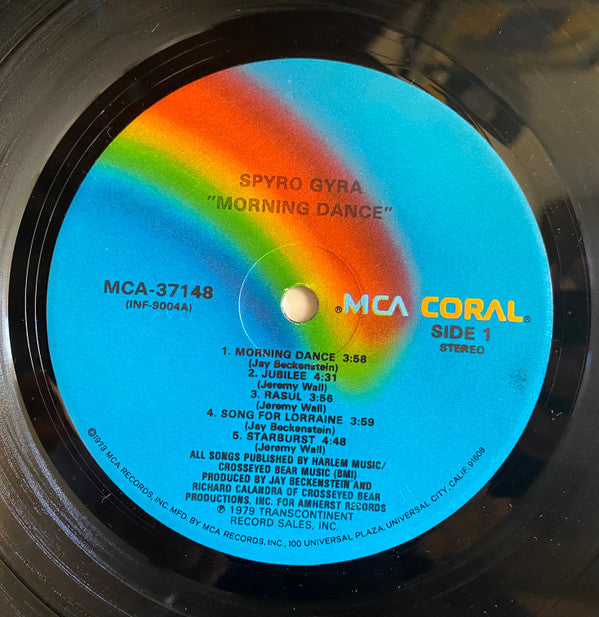 SPYRO GYRA
"MORNING DANCE"
MCA-37148
(INF-9004A)
®MCA CORAL®
SIDE 1
STEREO
1. MORNING DANCE 3:58
(Jay Beckenstein)
2. JUBILEE 4:31
(Jeremy Wall)
3. RASUL 3:56
(Jeremy Wall)
4. SONG FOR LORRAINE 3:59
(Jay Beckenstein)
5. STARBURST 4:48
(Jeremy Wall)
ALL SONGS PUBLISHED BY HARLEM MUSIC/
CROSSEYED BEAR MUSIC (BMI)
PRODUCED BY JAY BECKENSTEIN AND
RICHARD CALANDRA OF CROSSEYED BEAR
PRODUCTIONS, INC. FOR AMHERST RECORDS
℗ 1979 TRANSCONTINENT
RECORD SALES, INC.
©1973 MCA RECORDS, INC. MFD. BY MCA RECORDS, INC., 100 UNIVERSAL PLAZA, UNIVERSAL CITY, CALIF. 91608